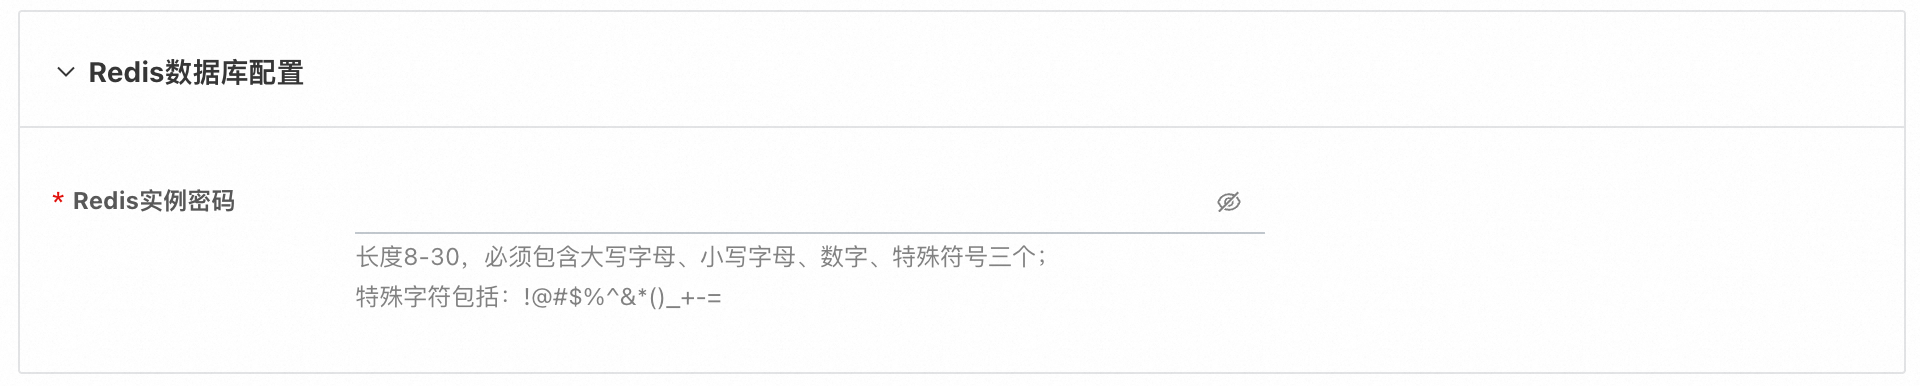 Redis数据库配置
* Redis实例密码
长度8-30，必须包含大写字母、小写字母、数字、特殊符号三个；
特殊字符包括：!@#$%^&*()_+-=